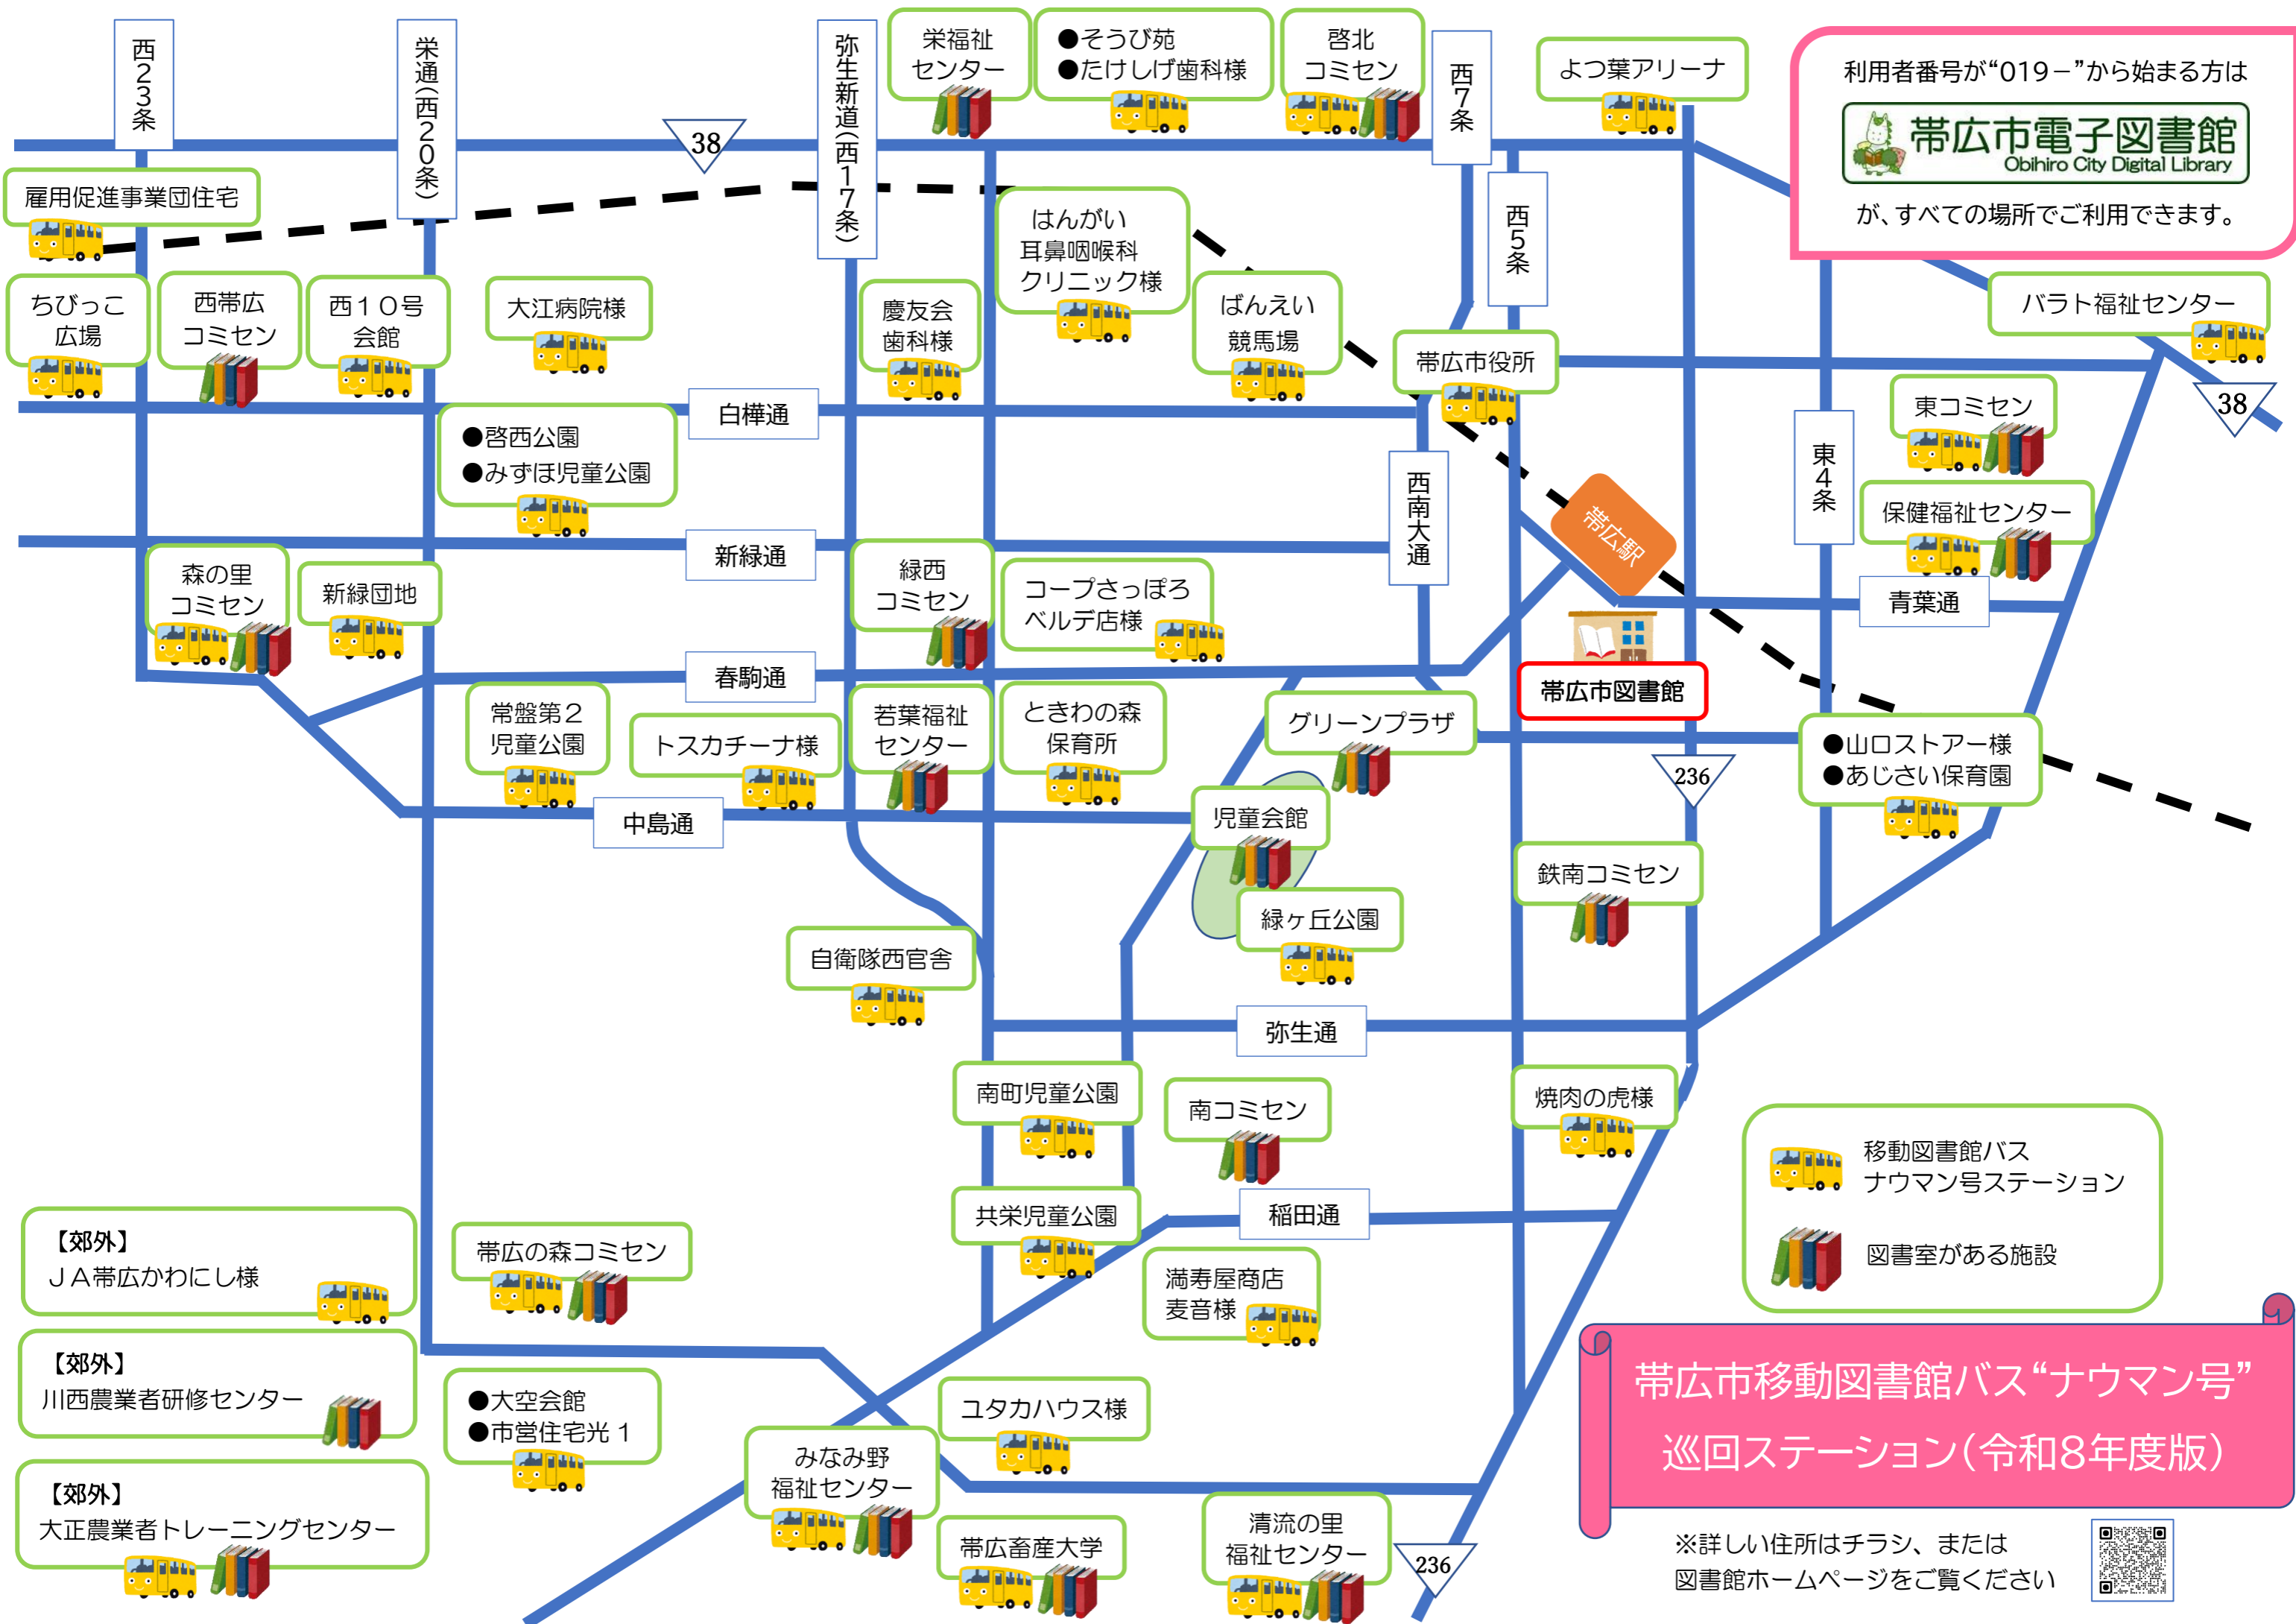 西23条
栄通(西20条)
38
弥生新道(西17条)
栄福祉
センター
●そうび苑
●たけしげ歯科様
啓北
コミセン
西7条
よつ葉アリーナ
利用者番号が“019－”から始まる方は
帯広市電子図書館
Obihiro City Digital Library
が、すべての場所でご利用できます。
雇用促進事業団住宅
はんがい
耳鼻咽喉科
クリニック様
西5条
ちびっこ
広場
西帯広
コミセン
西１０号
会館
大江病院様
慶友会
歯科様
ばんえい
競馬場
帯広市役所
バラト福祉センター
38
白樺通
●啓西公園
●みずほ児童公園
西南大通
東4条
東コミセン
保健福祉センター
新緑通
帯広駅
森の里
コミセン
新緑団地
緑西
コミセン
コープさっぽろ
ベルデ店様
青葉通
春駒通
帯広市図書館
常盤第２
児童公園
トスカチーナ様
若葉福祉
センター
ときわの森
保育所
グリーンプラザ
236
●山口ストアー様
●あじさい保育園
中島通
児童会館
鉄南コミセン
緑ヶ丘公園
自衛隊西官舎
弥生通
南町児童公園
南コミセン
焼肉の虎様
移動図書館バス
ナウマン号ステーション
図書室がある施設
共栄児童公園
稲田通
【郊外】
ＪＡ帯広かわにし様
帯広の森コミセン
満寿屋商店
麦音様
【郊外】
川西農業者研修センター
●大空会館
●市営住宅光１
ユタカハウス様
みなみ野
福祉センター
帯広市移動図書館バス“ナウマン号”
巡回ステーション(令和8年度版)
【郊外】
大正農業者トレーニングセンター
帯広畜産大学
清流の里
福祉センター
236
※詳しい住所はチラシ、または
図書館ホームページをご覧ください